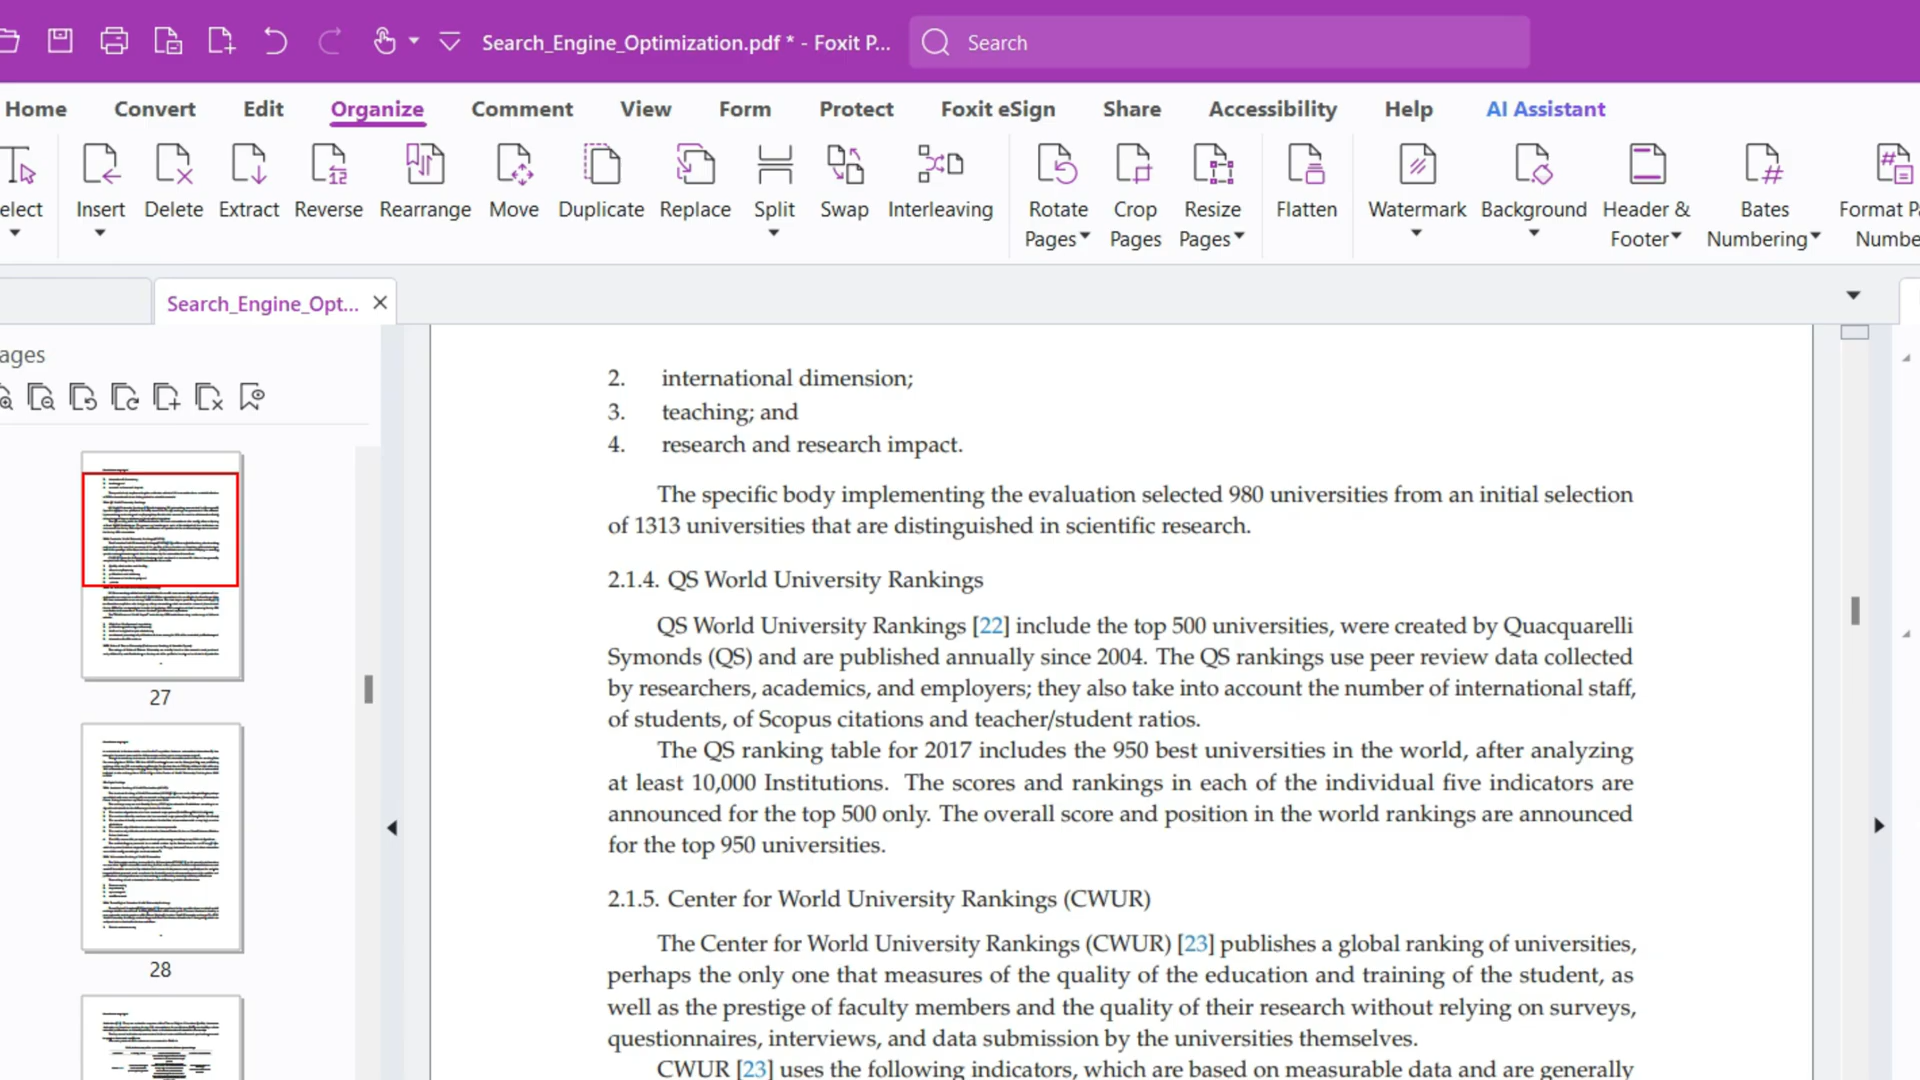 Search_Engine_Optimization.pdf * - Foxit P...
Search
Home Convert Edit Organize Comment View Form Protect Foxit eSign Share Accessibility Help AI Assistant
elect Insert Delete Extract Reverse Rearrange Move Duplicate Replace Split Swap Interleaving Rotate Pages Crop Pages Resize Pages Flatten Watermark Background Header & Footer Bates Numbering Format P Numbe
Search_Engine_Opt...
ages
27
28
2. international dimension;
3. teaching; and
4. research and research impact.
The specific body implementing the evaluation selected 980 universities from an initial selection
of 1313 universities that are distinguished in scientific research.
2.1.4. QS World University Rankings
QS World University Rankings [22] include the top 500 universities, were created by Quacquarelli
Symonds (QS) and are published annually since 2004. The QS rankings use peer review data collected
by researchers, academics, and employers; they also take into account the number of international staff,
of students, of Scopus citations and teacher/student ratios.
The QS ranking table for 2017 includes the 950 best universities in the world, after analyzing
at least 10,000 Institutions. The scores and rankings in each of the individual five indicators are
announced for the top 500 only. The overall score and position in the world rankings are announced
for the top 950 universities.
2.1.5. Center for World University Rankings (CWUR)
The Center for World University Rankings (CWUR) [23] publishes a global ranking of universities,
perhaps the only one that measures of the quality of the education and training of the student, as
well as the prestige of faculty members and the quality of their research without relying on surveys,
questionnaires, interviews, and data submission by the universities themselves.
CWUR [23] uses the following indicators, which are based on measurable data and are generally